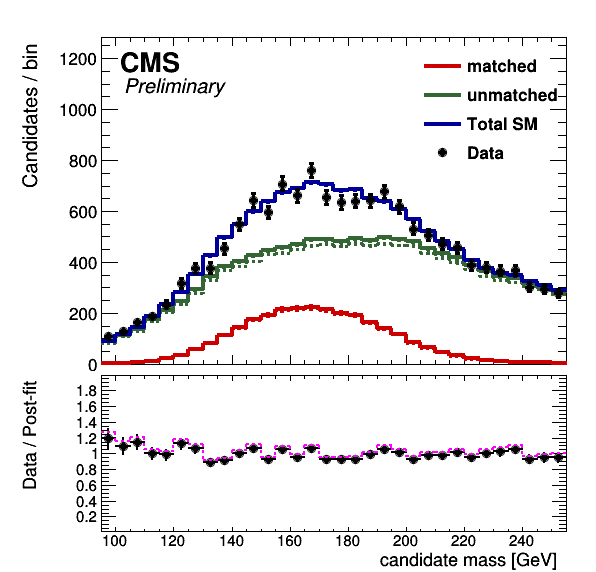 CMS
Preliminary
matched
unmatched
Total SM
Data
Candidates / bin
1200
1000
800
600
400
200
0
Data / Post-fit
1.8
1.6
1.4
1.2
1
0.8
0.6
0.4
0.2
100 120 140 160 180 200 220 240
candidate mass [GeV]